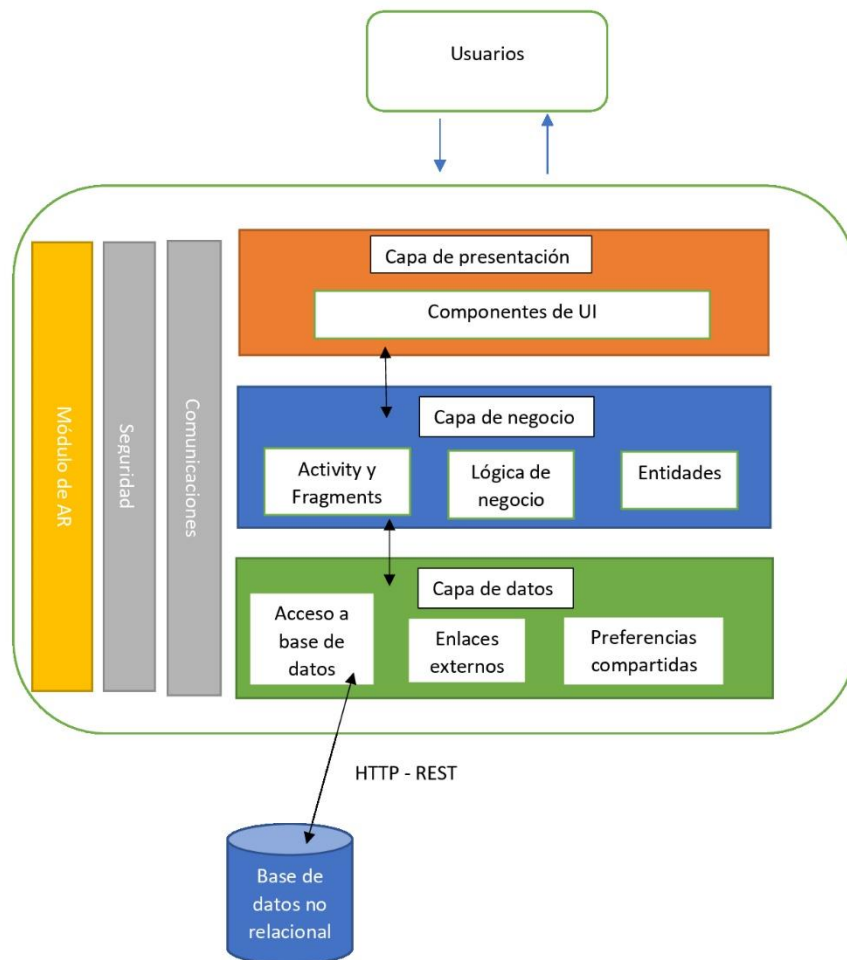 Usuarios
Capa de presentación
Componentes de UI
Módulo de AR
Seguridad
Comunicaciones
Capa de negocio
Activity y
Fragments
Lógica de
negocio
Entidades
Capa de datos
Acceso a
base de
datos
Enlaces
externos
Preferencias
compartidas
HTTP - REST
Base de
datos no
relacional